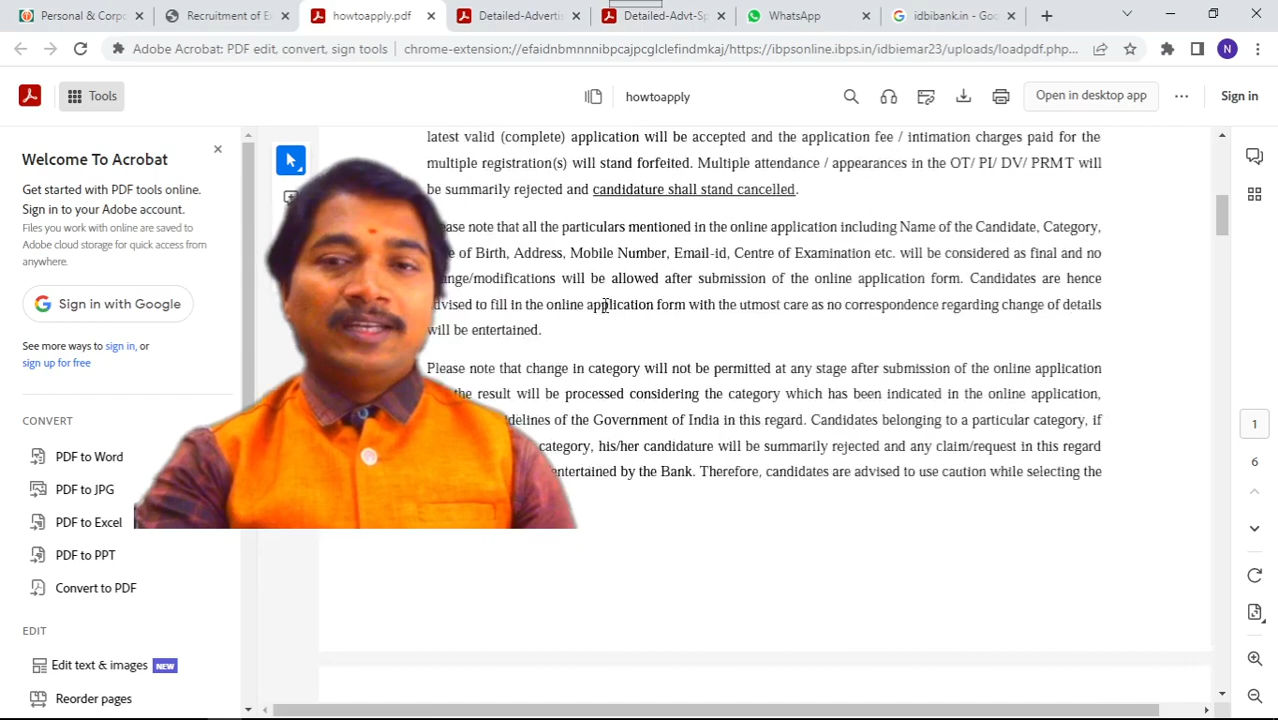 Personal & Corpo
Recruitment of Ex
howtoapply.pdf
Detailed-Adverti
Detailed-Advt-Sp
WhatsApp
idbibank.in - Goo
Adobe Acrobat: PDF edit, convert, sign tools
chrome-extension://efaidnbmnnnibpcajpcglclefindmkaj/https://ibpsonline.ibps.in/idbiemar23/uploads/loadpdf.ph...
N
Tools
howtoapply
Open in desktop app
Sign in
Welcome To Acrobat
Get started with PDF tools online.
Sign in to your Adobe account.
Files you work with online are saved to
Adobe cloud storage for quick access from
anywhere.
Sign in with Google
See more ways to sign in, or
sign up for free
CONVERT
PDF to Word
PDF to JPG
PDF to Excel
PDF to PPT
Convert to PDF
EDIT
Edit text & images NEW
Reorder pages
latest valid (complete) application will be accepted and the application fee / intimation charges paid for the
multiple registration(s) will stand forfeited. Multiple attendance / appearances in the OT/ PI/ DV/ PRMT will
be summarily rejected and candidature shall stand cancelled.
ease note that all the particulars mentioned in the online application including Name of the Candidate, Category,
e of Birth, Address, Mobile Number, Email-id, Centre of Examination etc. will be considered as final and no
nge/modifications will be allowed after submission of the online application form. Candidates are hence
dvised to fill in the online application form with the utmost care as no correspondence regarding change of details
will be entertained.
Please note that change in category will not be permitted at any stage after submission of the online application
the result will be processed considering the category which has been indicated in the online application,
idelines of the Government of India in this regard. Candidates belonging to a particular category, if
category, his/her candidature will be summarily rejected and any claim/request in this regard
entertained by the Bank. Therefore, candidates are advised to use caution while selecting the
1
6